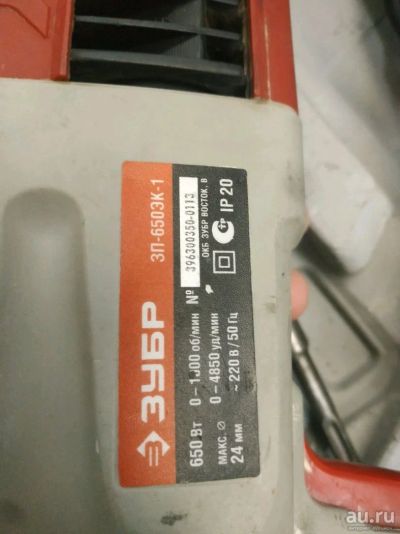 ЗУБР
ЗП-650ЭК-1
650 Вт 0-1 00 об/мин № 396300350-0113
0-4850 уд/мин ОКБ ЗУБР ВОСТОК, В
МАКС. ⌀ ~220 В / 50 Гц IP 20
24 мм
au.ru